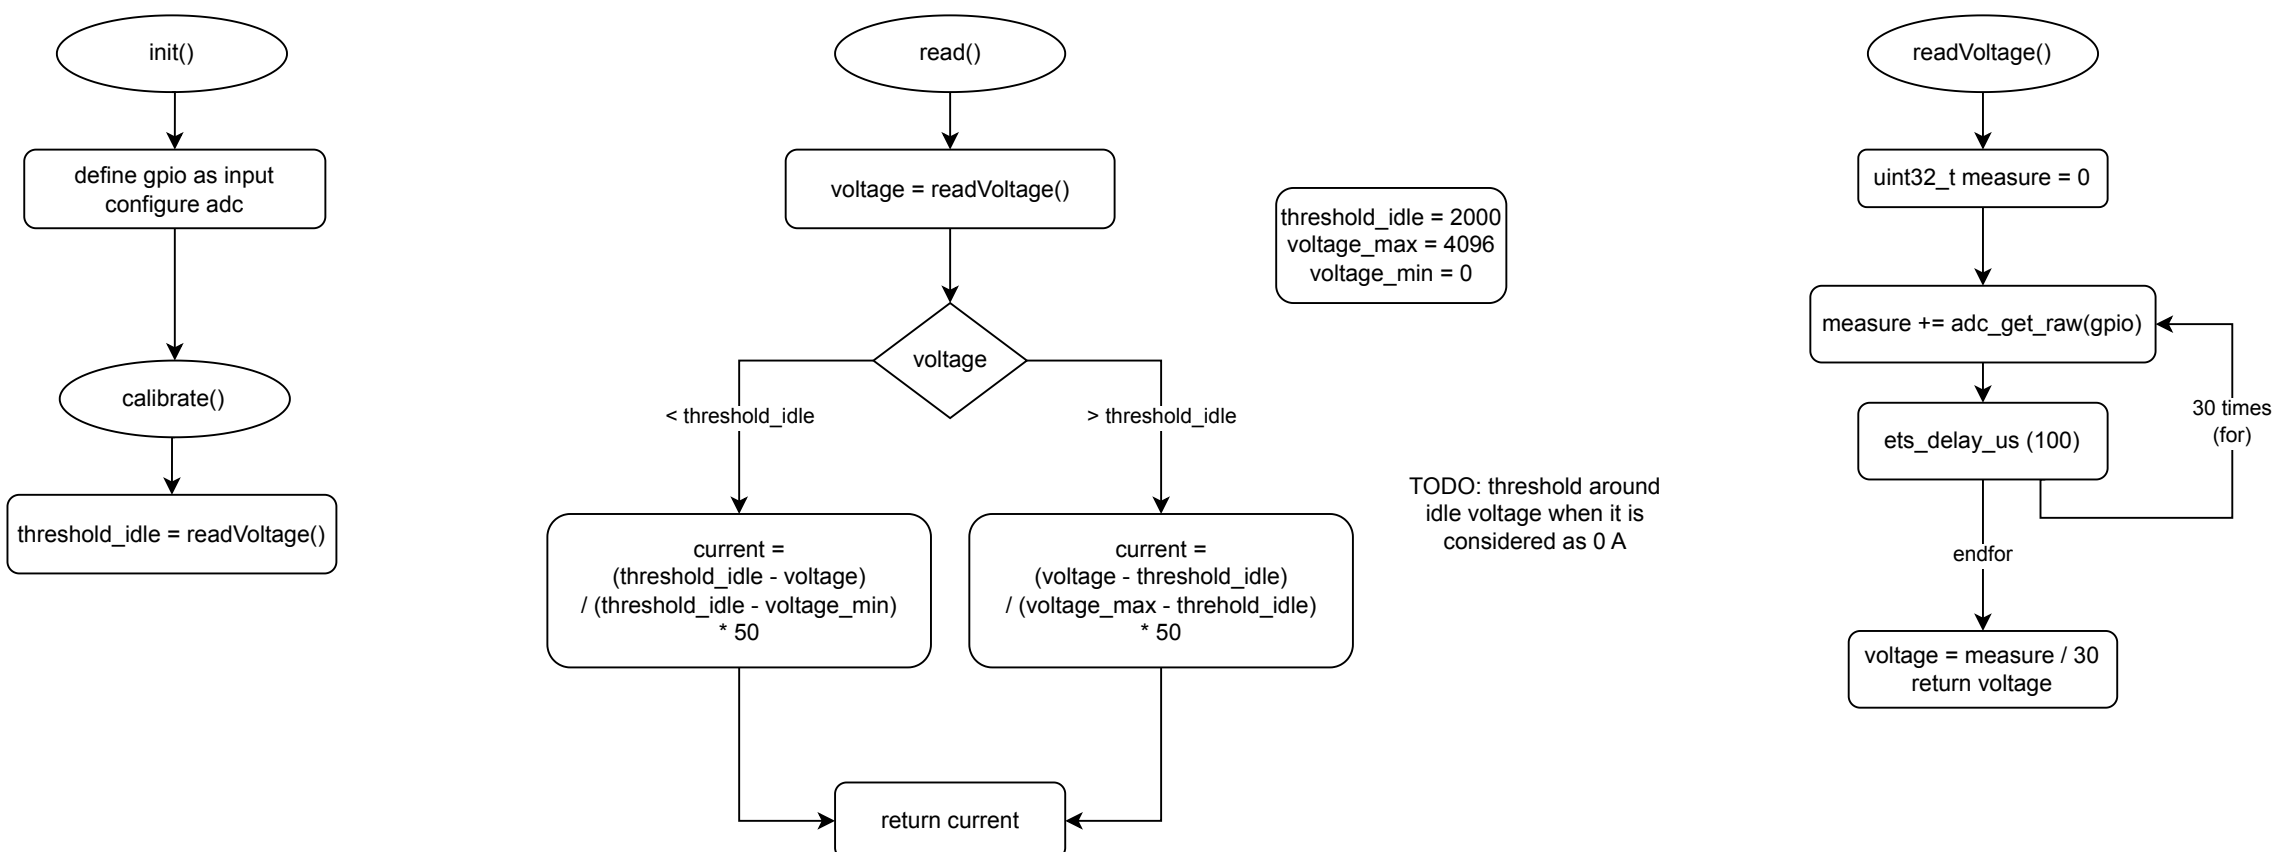 init()
define gpio as input
configure adc
calibrate()
threshold_idle = readVoltage()
read()
voltage = readVoltage()
voltage
< threshold_idle
> threshold_idle
current =
(threshold_idle - voltage)
/ (threshold_idle - voltage_min)
* 50
current =
(voltage - threshold_idle)
/ (voltage_max - threhold_idle)
* 50
return current
threshold_idle = 2000
voltage_max = 4096
voltage_min = 0
TODO: threshold around
idle voltage when it is
considered as 0 A
readVoltage()
uint32_t measure = 0
measure += adc_get_raw(gpio)
ets_delay_us (100)
30 times
(for)
endfor
voltage = measure / 30
return voltage